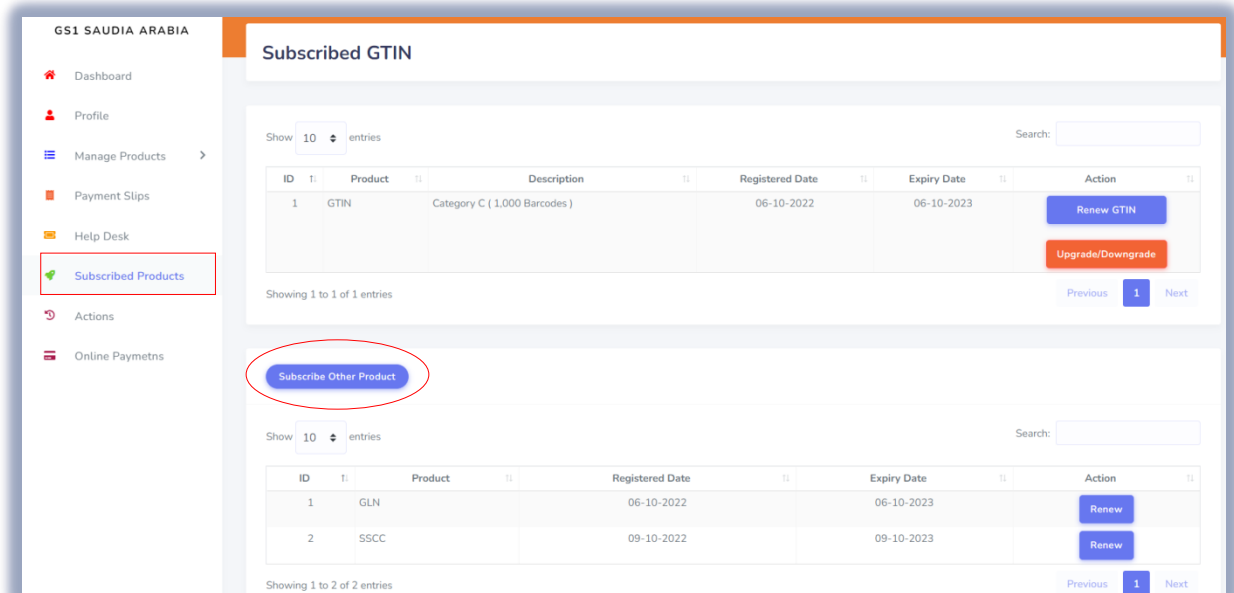 GS1 SAUDIA ARABIA
Dashboard
Profile
Manage Products
Payment Slips
Help Desk
Subscribed Products
Actions
Online Paymetns
Subscribed GTIN
Show 10 entries Search:
ID Product Description Registered Date Expiry Date Action
1 GTIN Category C ( 1,000 Barcodes ) 06-10-2022 06-10-2023 Renew GTIN
Upgrade/Downgrade
Showing 1 to 1 of 1 entries Previous 1 Next
Subscribe Other Product
Show 10 entries Search:
ID Product Registered Date Expiry Date Action
1 GLN 06-10-2022 06-10-2023 Renew
2 SSCC 09-10-2022 09-10-2023 Renew
Showing 1 to 2 of 2 entries Previous 1 Next